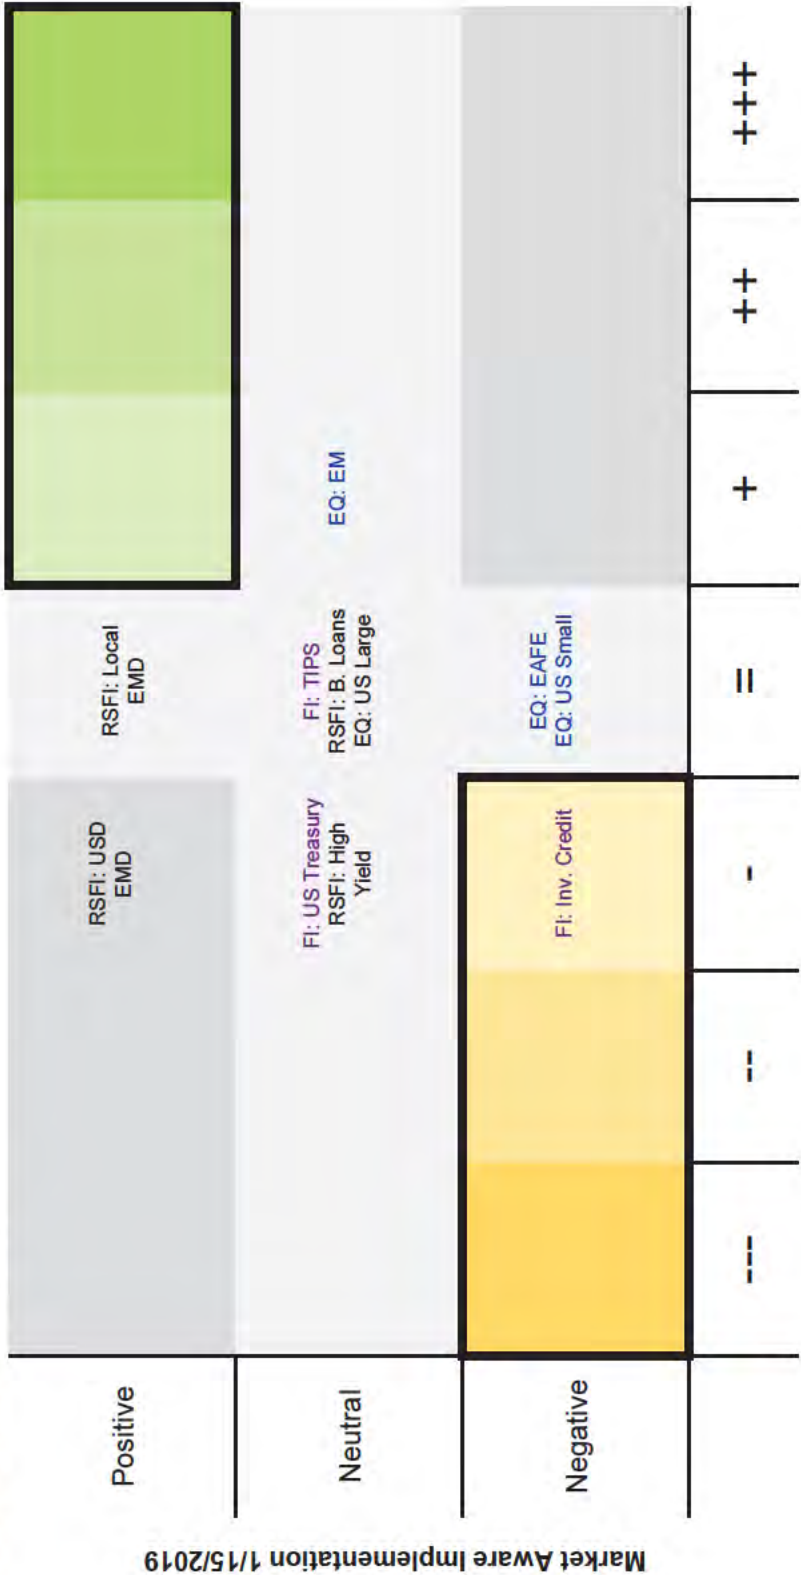 Market Aware Implementation 1/15/2019
Positive
RSFI: USD
EMD
RSFI: Local
EMD
Neutral
FI: US Treasury
RSFI: High
Yield
FI: TIPS
RSFI: B. Loans
EQ: US Large
EQ: EM
Negative
FI: Inv. Credit
EQ: EAFE
EQ: US Small
---
--
-
=
+
++
+++